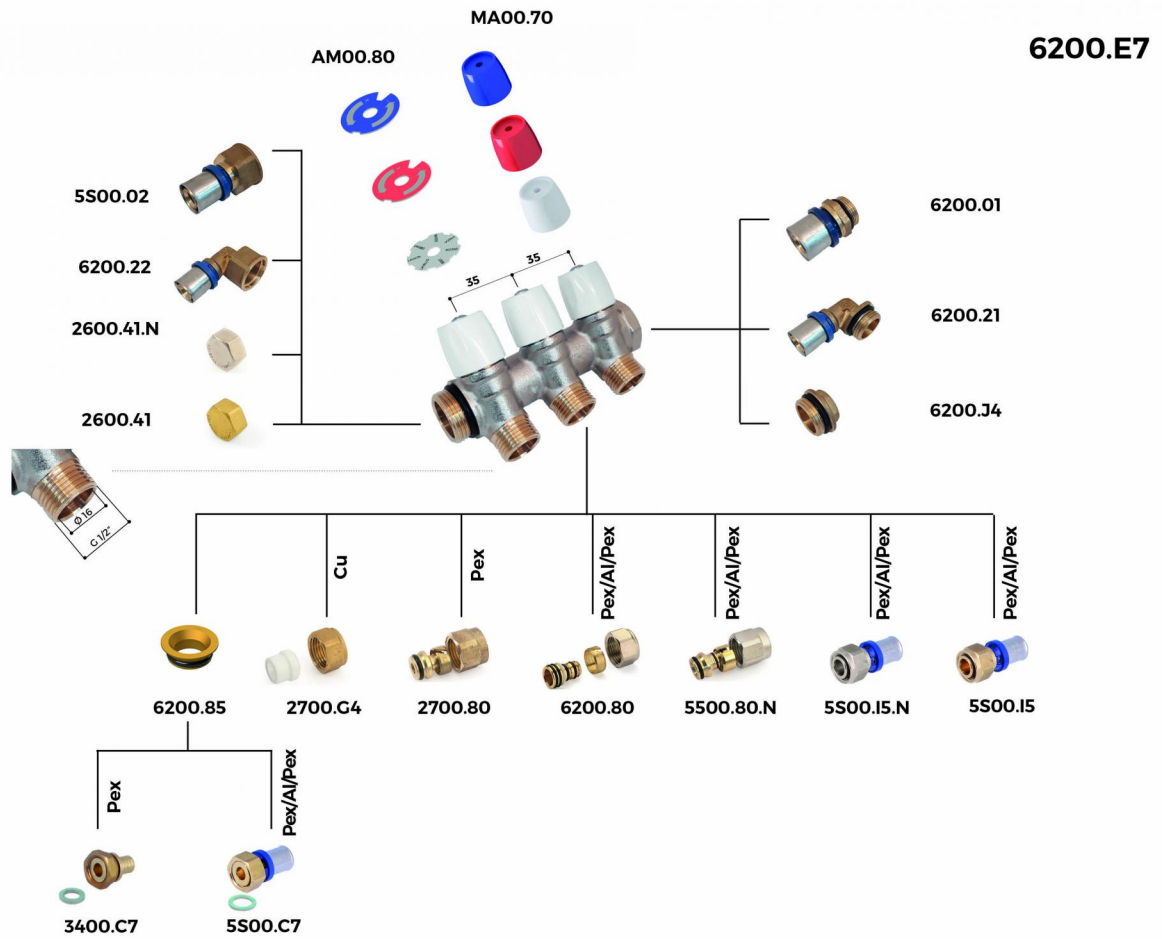 MA00.70
6200.E7
AM00.80
5S00.02
6200.22
2600.41.N
2600.41
35
35
6200.01
6200.21
6200.J4
Ø 16
G 1/2"
Cu
Pex
Pex/Al/Pex
Pex/Al/Pex
Pex/Al/Pex
Pex/Al/Pex
6200.85
2700.G4
2700.80
6200.80
5500.80.N
5S00.I5.N
5S00.I5
Pex
Pex/Al/Pex
3400.C7
5S00.C7